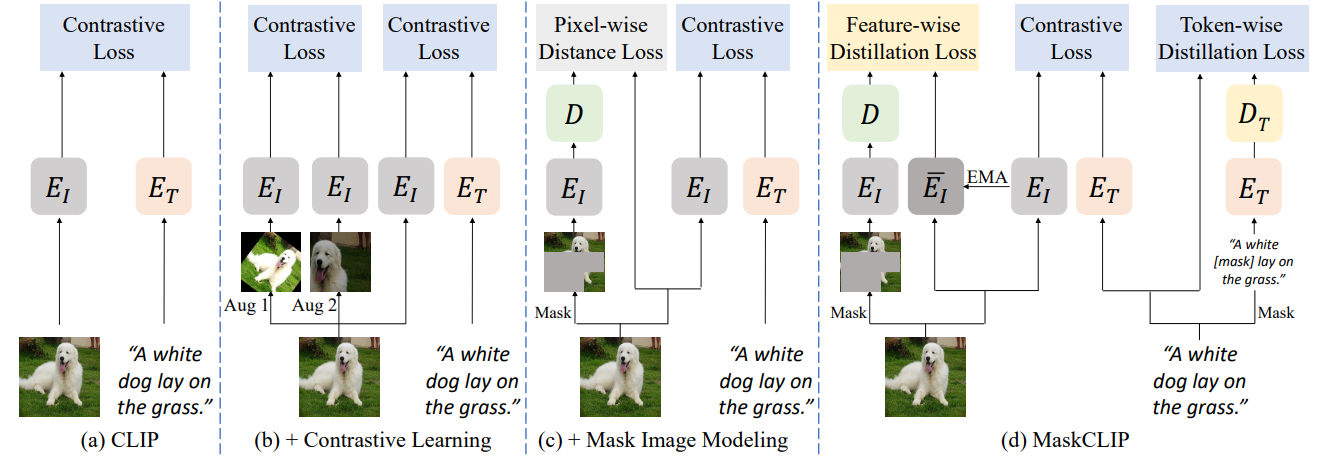 Contrastive
Loss
E_I
E_T
“A white
dog lay on
the grass.”
(a) CLIP
Contrastive
Loss
Contrastive
Loss
E_I
E_I
E_I
E_T
Aug 1
Aug 2
“A white
dog lay on
the grass.”
(b) + Contrastive Learning
Pixel-wise
Distance Loss
Contrastive
Loss
D
E_I
E_I
E_T
Mask
“A white
dog lay on
the grass.”
(c) + Mask Image Modeling
Feature-wise
Distillation Loss
Contrastive
Loss
Token-wise
Distillation Loss
D
D_T
E_I
E̅_I
EMA
E_I
E_T
E_T
“A white
[mask] lay on
the grass.”
Mask
Mask
“A white
dog lay on
the grass.”
(d) MaskCLIP